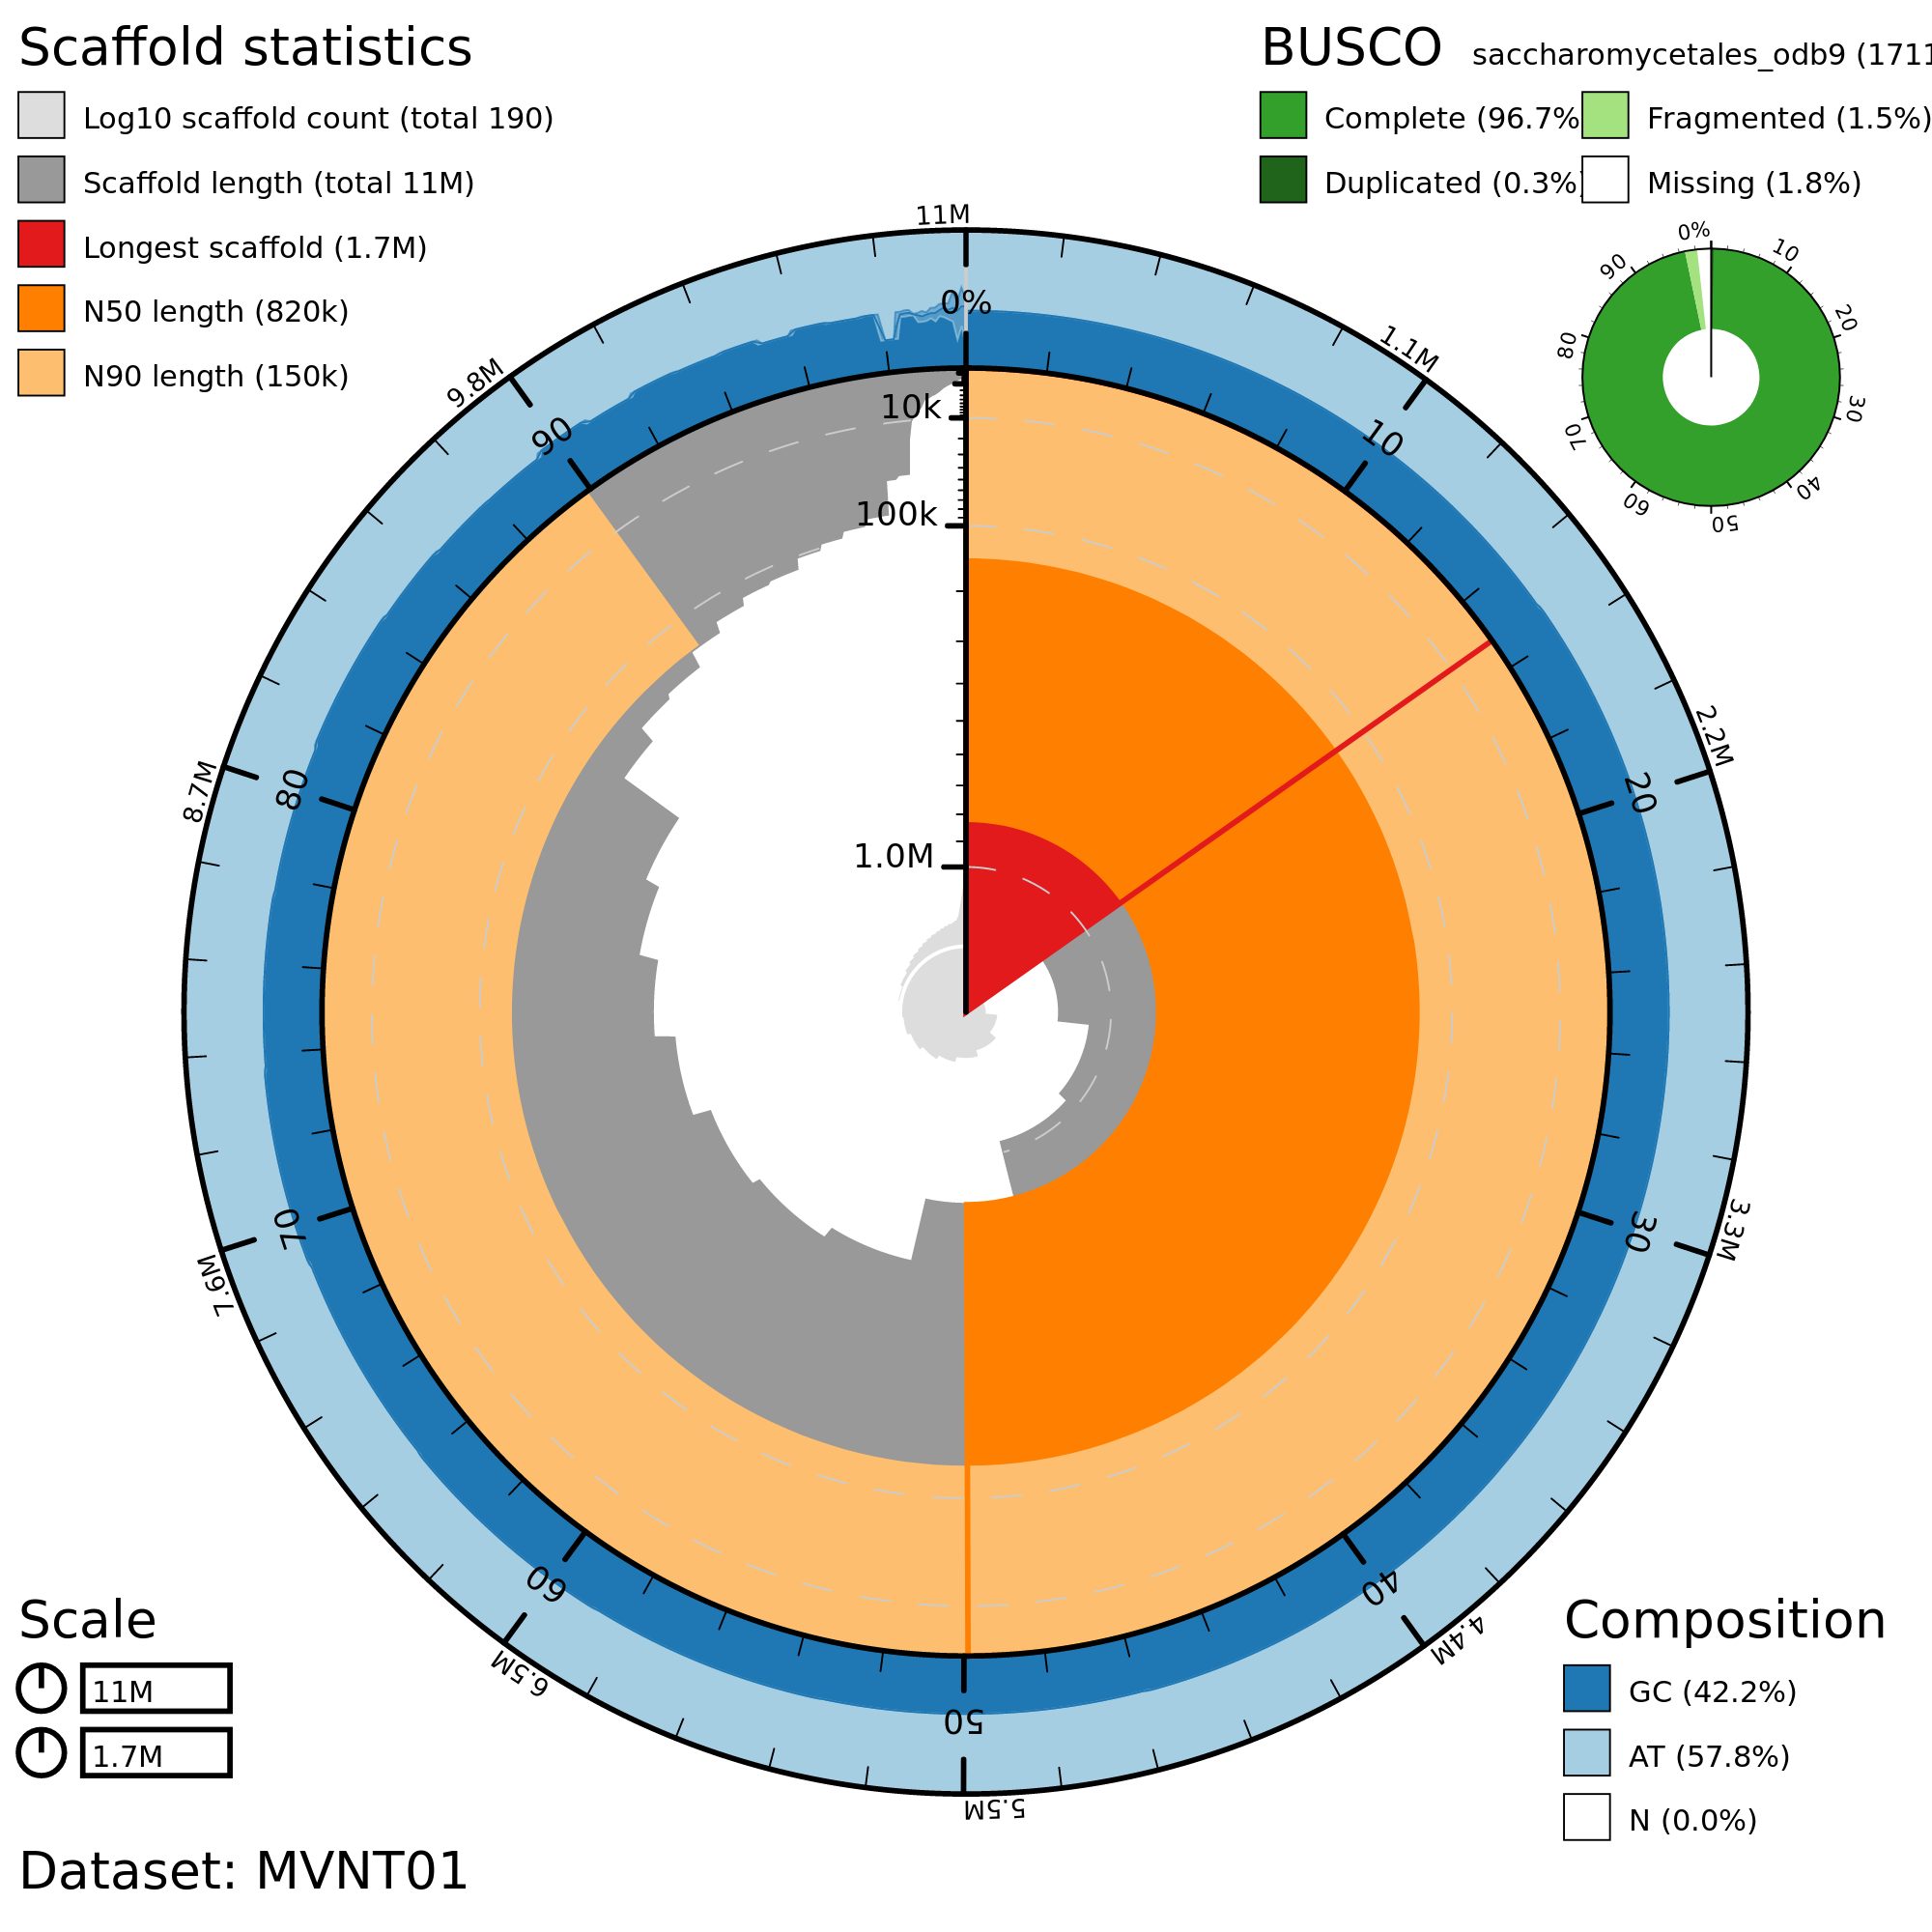 Scaffold statistics
Log10 scaffold count (total 190)
Scaffold length (total 11M)
Longest scaffold (1.7M)
N50 length (820k)
N90 length (150k)
BUSCO saccharomycetales_odb9 (1711
Complete (96.7%
Fragmented (1.5%)
Duplicated (0.3%)
Missing (1.8%)
0%
10
20
30
40
50
60
70
80
90
11M
1.1M
2.2M
3.3M
4.4M
5.5M
6.5M
7.6M
8.7M
9.8M
0%
10
20
30
40
50
60
70
80
90
10k
100k
1.0M
Scale
11M
1.7M
Composition
GC (42.2%)
AT (57.8%)
N (0.0%)
Dataset: MVNT01